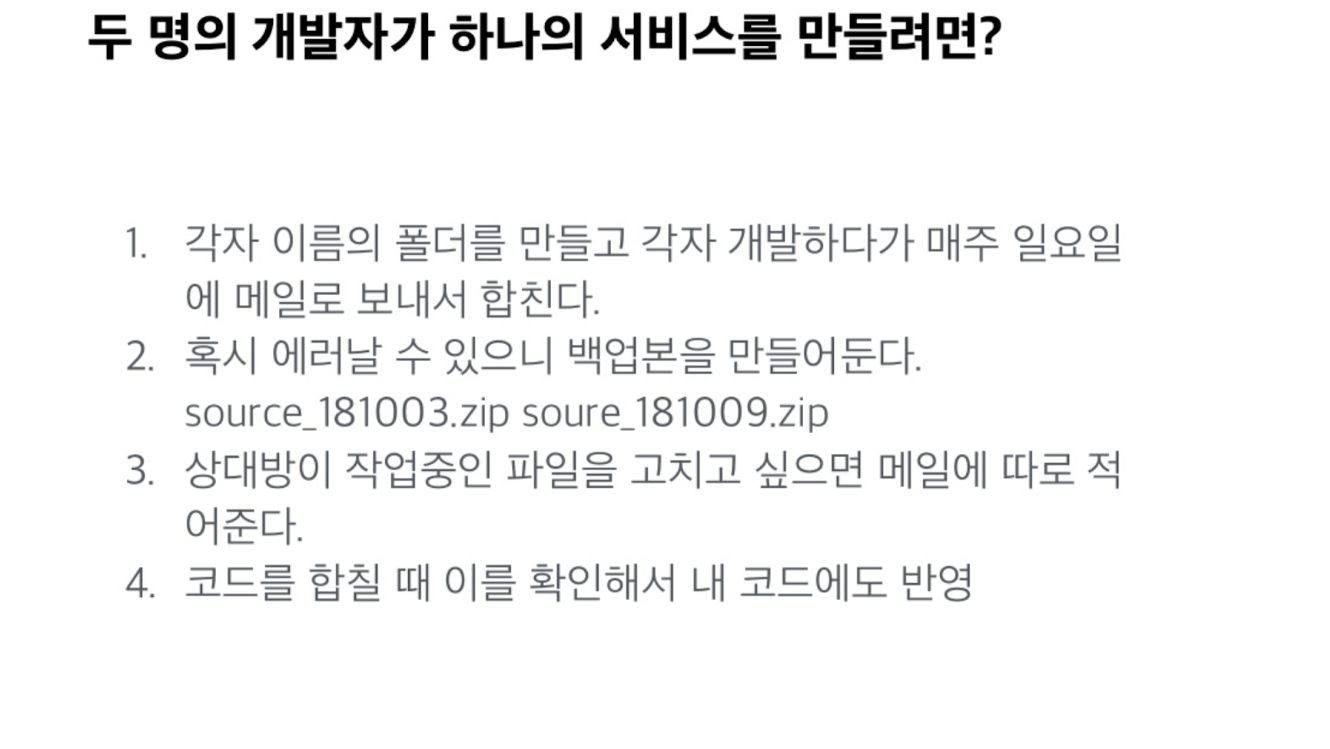 두 명의 개발자가 하나의 서비스를 만들려면?
1. 각자 이름의 폴더를 만들고 각자 개발하다가 매주 일요일
에 메일로 보내서 합친다.
2. 혹시 에러날 수 있으니 백업본을 만들어둔다.
source_181003.zip soure_181009.zip
3. 상대방이 작업중인 파일을 고치고 싶으면 메일에 따로 적
어준다.
4. 코드를 합칠 때 이를 확인해서 내 코드에도 반영